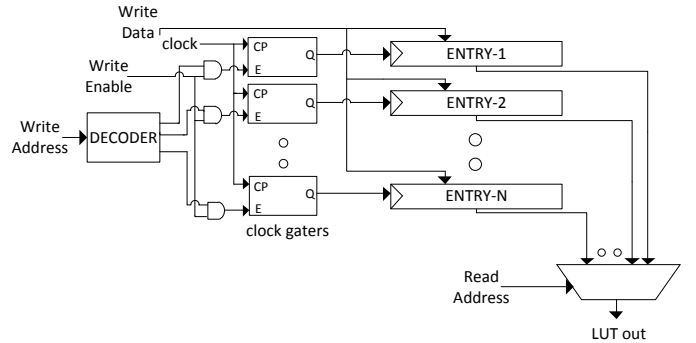 Write
Data
clock
Write
Enable
Write
Address
DECODER
CP
Q
E
ENTRY-1
CP
Q
E
ENTRY-2
CP
Q
E
ENTRY-N
clock gaters
Read
Address
LUT out